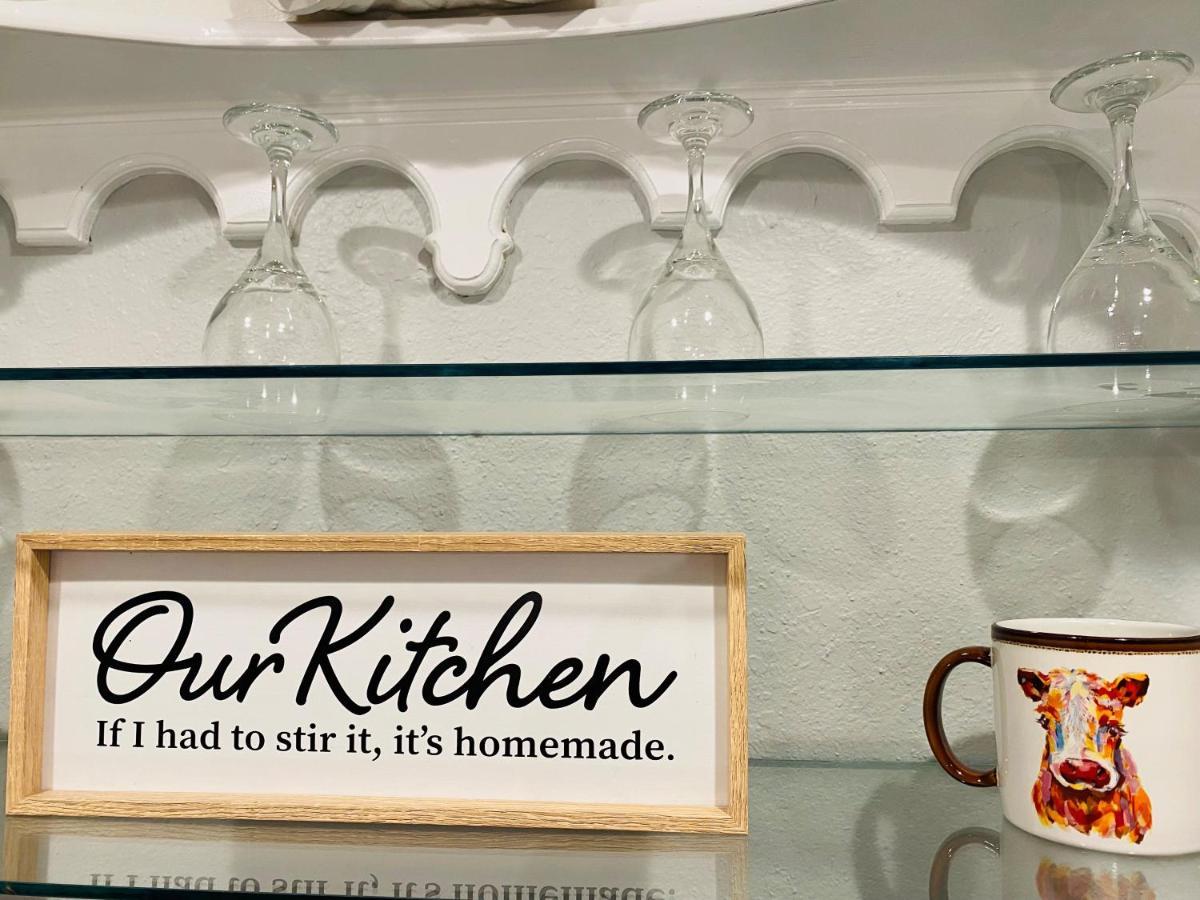 Our Kitchen
If I had to stir it, it’s homemade.